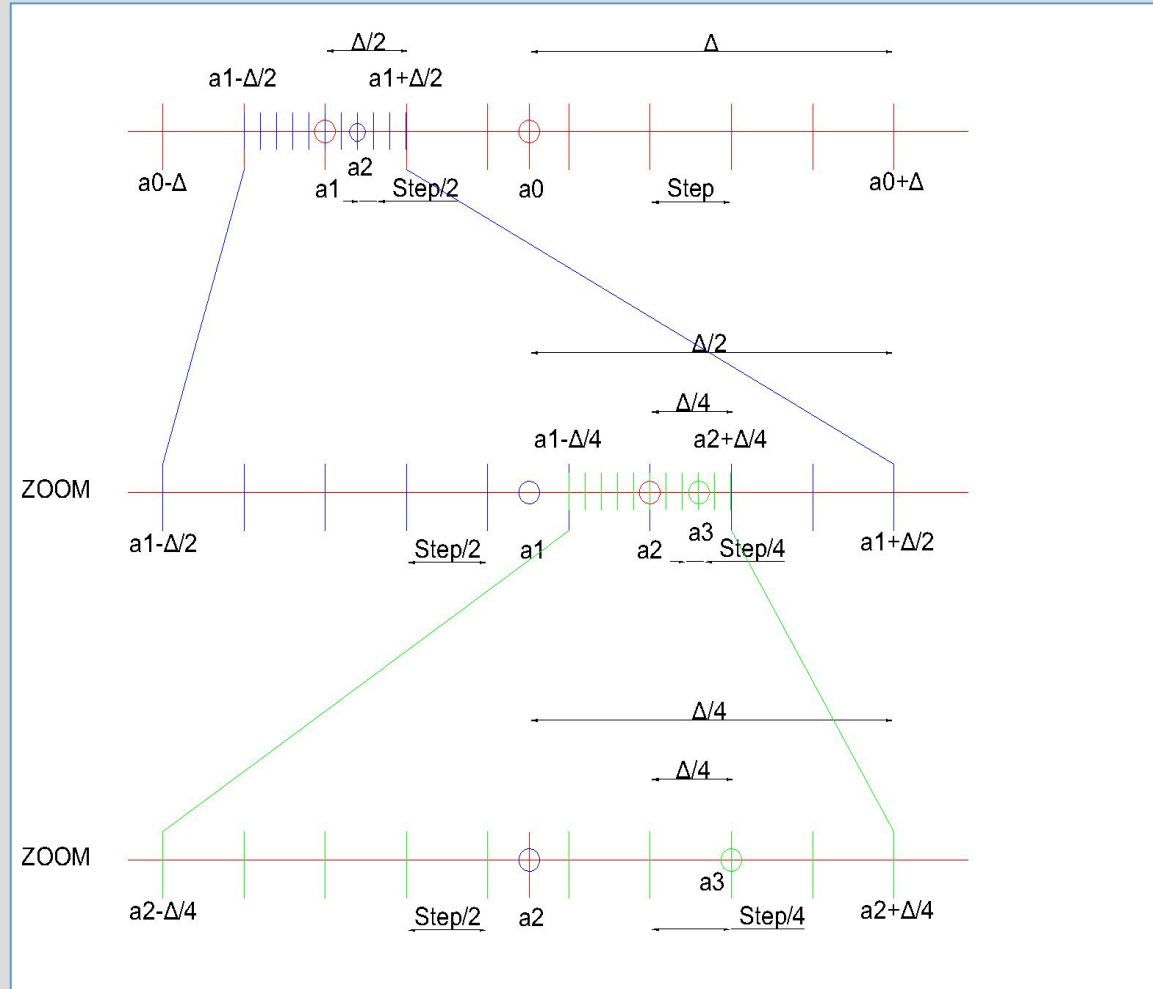 Δ/2 Δ
a1-Δ/2 a1+Δ/2
a2
a0-Δ a1 Step/2 a0 Step a0+Δ
Δ/2
Δ/4
a1-Δ/4 a2+Δ/4
ZOOM
a3
a1-Δ/2 Step/2 a1 a2 Step/4 a1+Δ/2
Δ/4
Δ/4
ZOOM
a3
a2-Δ/4 Step/2 a2 Step/4 a2+Δ/4